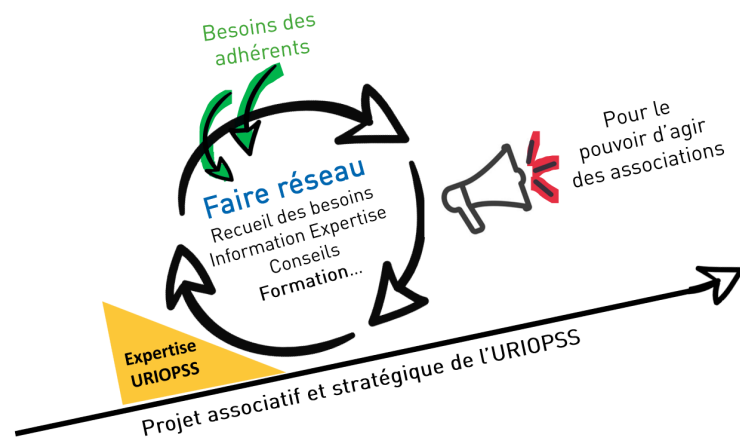 Besoins des
adhérents
Pour le
pouvoir d'agir
des associations
Faire réseau
Recueil des besoins
Information Expertise
Conseils
Formation...
Expertise
URIOPSS
Projet associatif et stratégique de l'URIOPSS